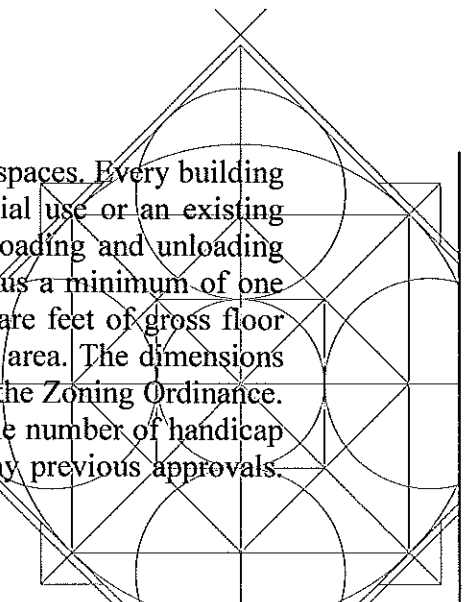 spaces. Every building
ial use or an existing
oading and unloading
us a minimum of one
are feet of gross floor
area. The dimensions
the Zoning Ordinance.
e number of handicap
y previous approvals.